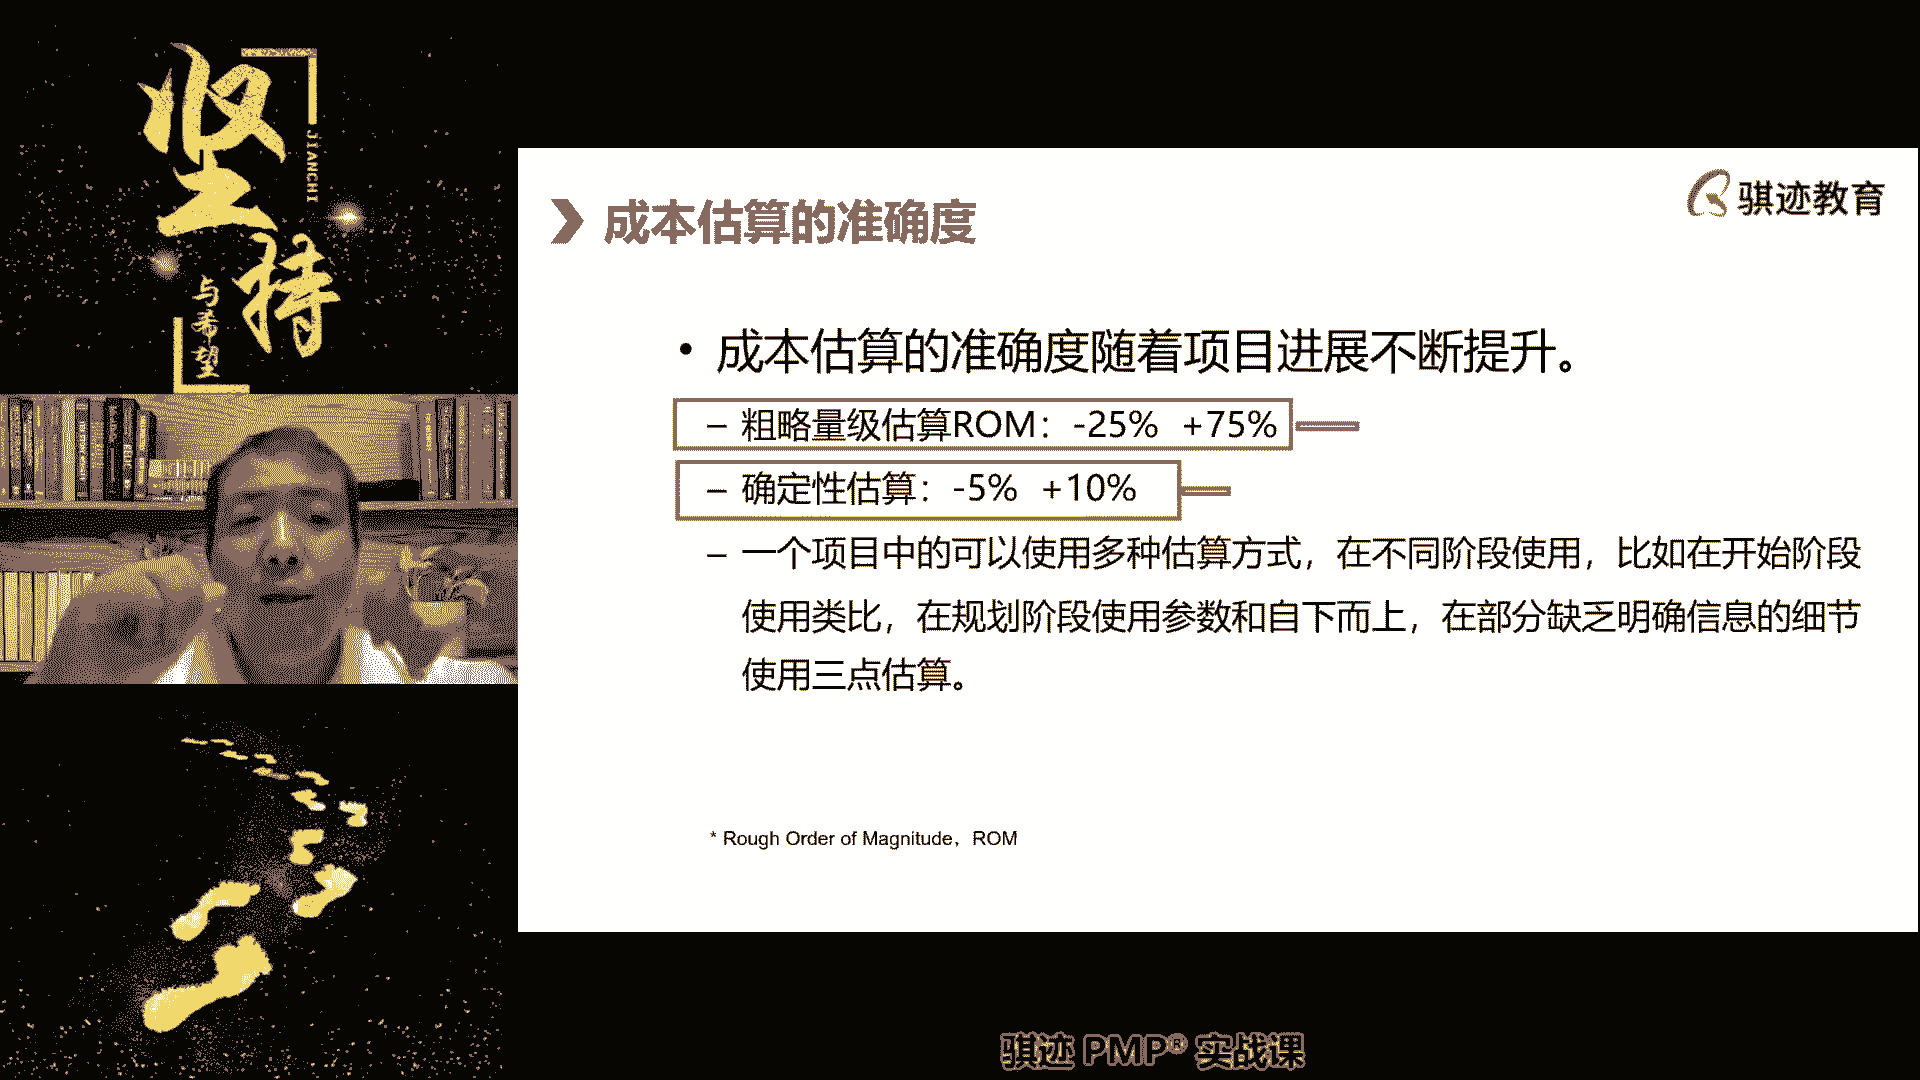 坚持
JIANCHI
与希望
骐迹教育
成本估算的准确度
• 成本估算的准确度随着项目进展不断提升。
– 粗略量级估算ROM：-25% +75%
– 确定性估算：-5% +10%
– 一个项目中的可以使用多种估算方式，在不同阶段使用，比如在开始阶段
使用类比，在规划阶段使用参数和自下而上，在部分缺乏明确信息的细节
使用三点估算。
* Rough Order of Magnitude，ROM
骐迹 PMP® 实战课